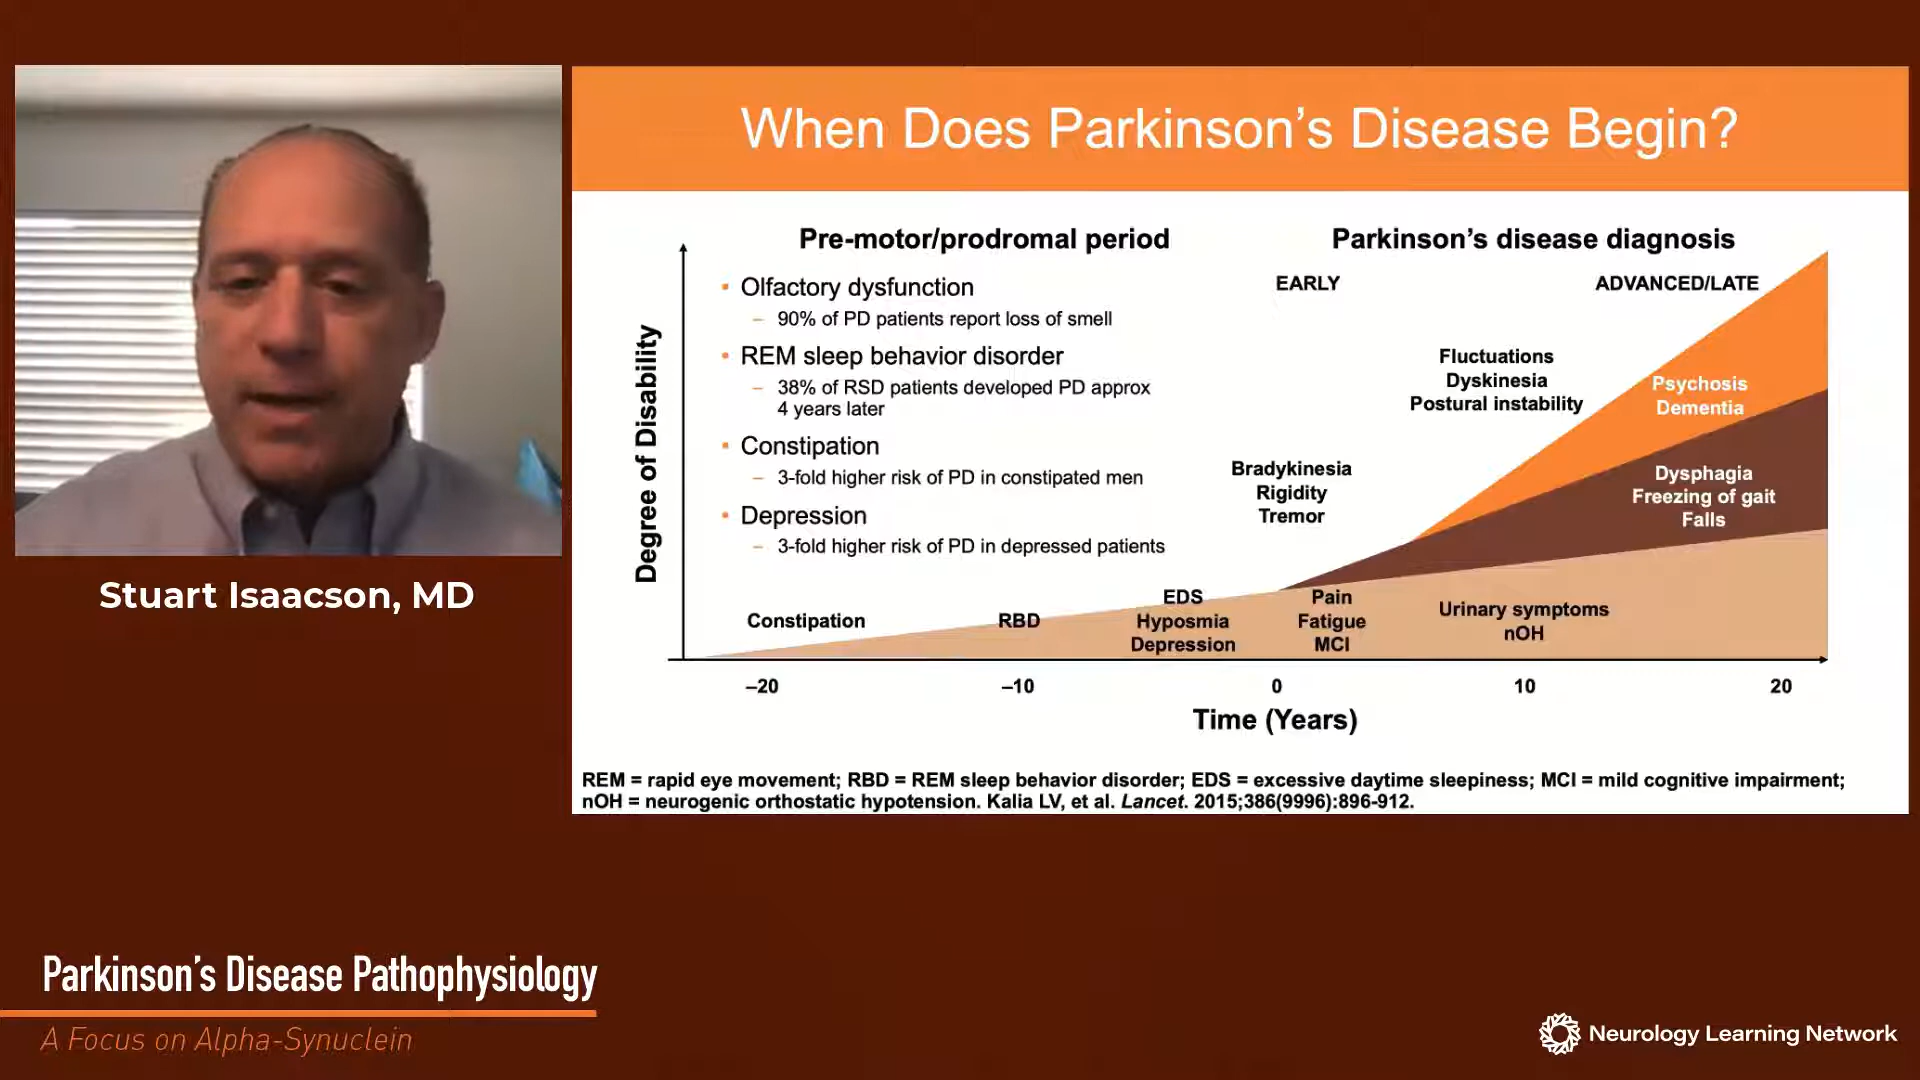 When Does Parkinson’s Disease Begin?
Pre-motor/prodromal period
Parkinson’s disease diagnosis
EARLY
ADVANCED/LATE
Degree of Disability
▪ Olfactory dysfunction
– 90% of PD patients report loss of smell
▪ REM sleep behavior disorder
– 38% of RSD patients developed PD approx
4 years later
▪ Constipation
– 3-fold higher risk of PD in constipated men
▪ Depression
– 3-fold higher risk of PD in depressed patients
Fluctuations
Dyskinesia
Postural instability
Psychosis
Dementia
Bradykinesia
Rigidity
Tremor
Dysphagia
Freezing of gait
Falls
Constipation
RBD
EDS
Hyposmia
Depression
Pain
Fatigue
MCI
Urinary symptoms
nOH
–20 –10 0 10 20
Time (Years)
REM = rapid eye movement; RBD = REM sleep behavior disorder; EDS = excessive daytime sleepiness; MCI = mild cognitive impairment;
nOH = neurogenic orthostatic hypotension. Kalia LV, et al. Lancet. 2015;386(9996):896-912.
Stuart Isaacson, MD
Parkinson’s Disease Pathophysiology
A Focus on Alpha-Synuclein
Neurology Learning Network